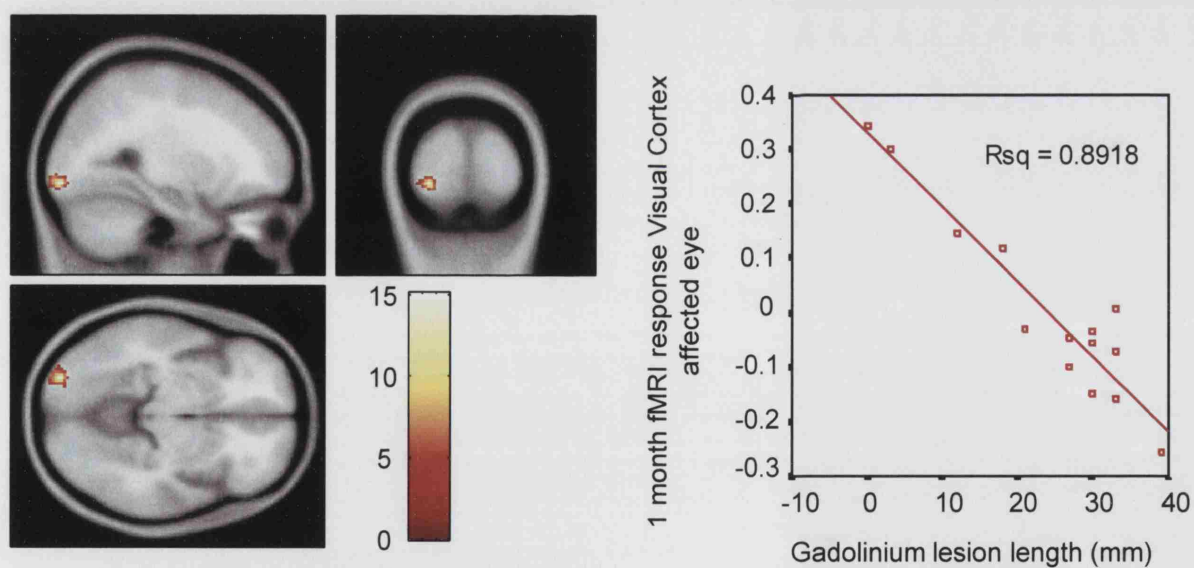 15
10
5
0
1 month fMRI response Visual Cortex
affected eye
0.4
0.3
0.2
0.1
0
-0.1
-0.2
-0.3
Rsq = 0.8918
-10 0 10 20 30 40
Gadolinium lesion length (mm)